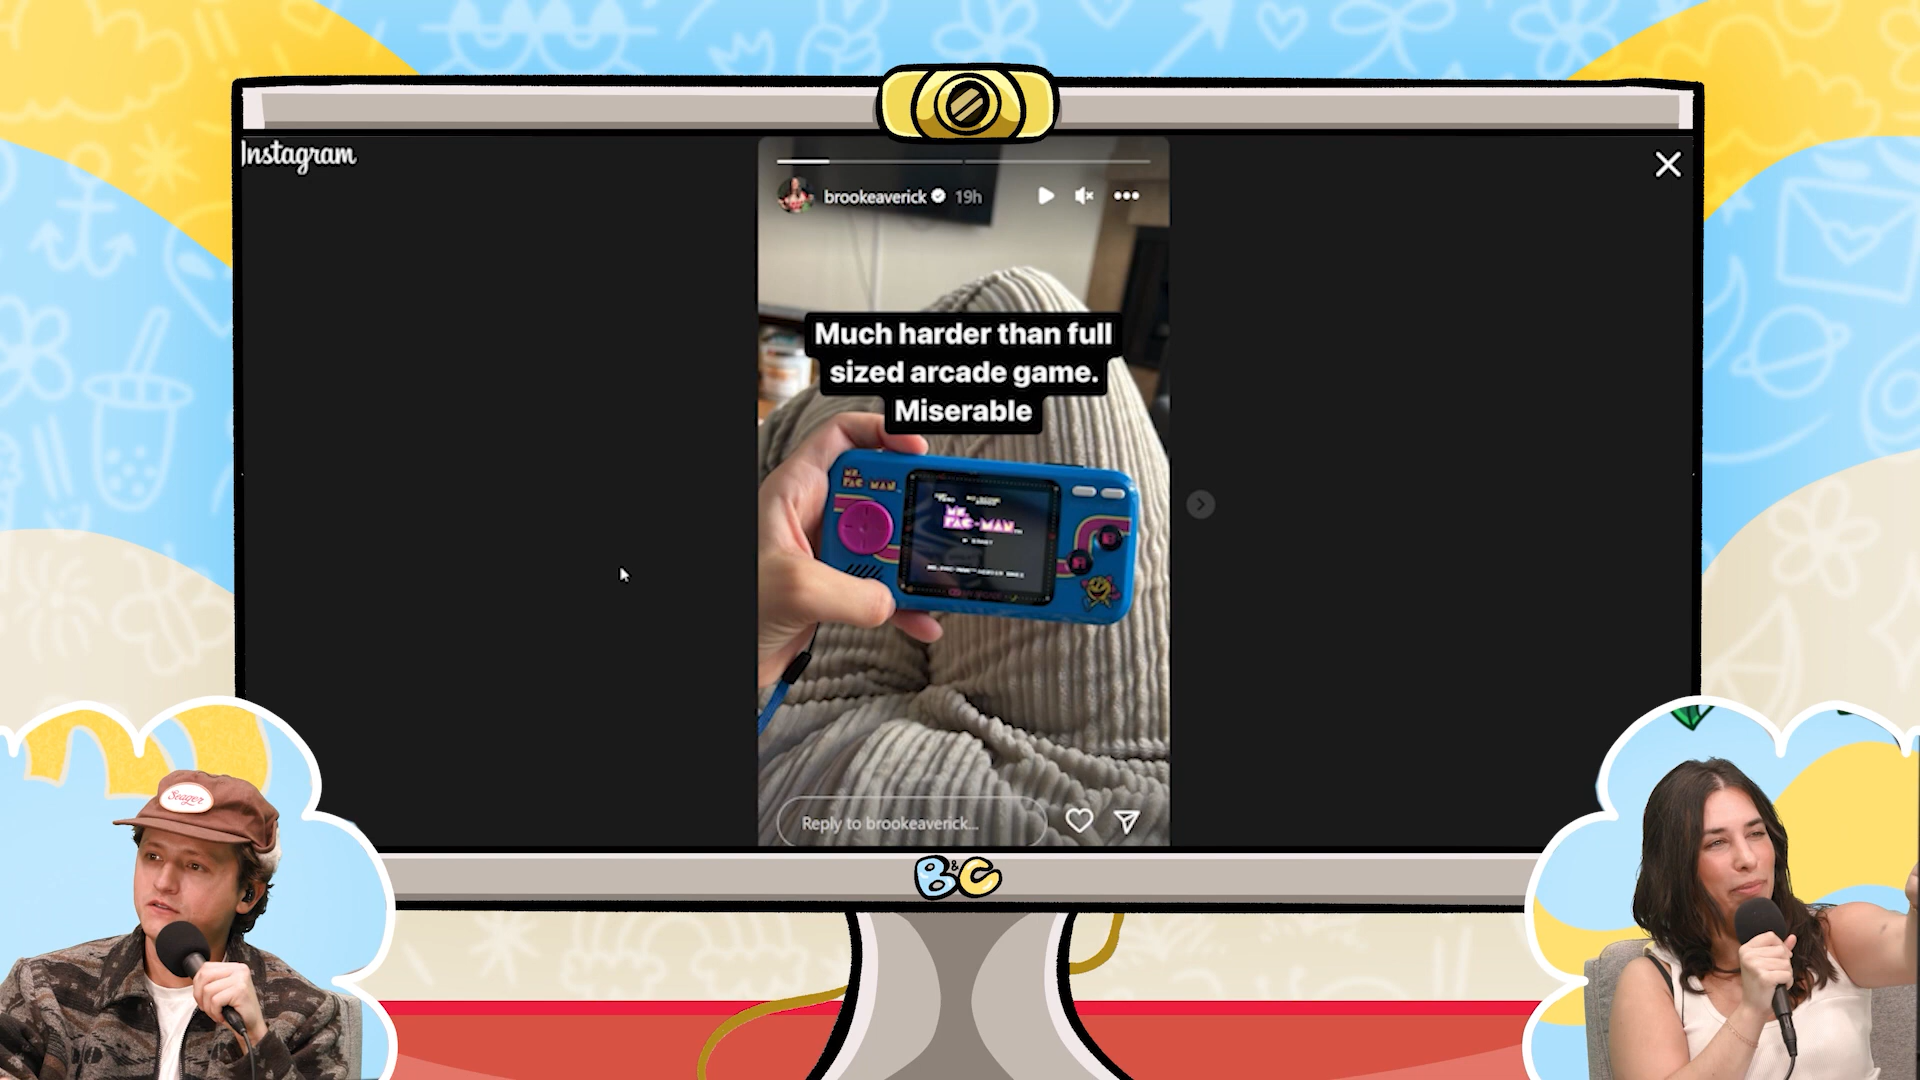 Instagram
brookeaverick 19h
Much harder than full
sized arcade game.
Miserable
MS.
PAC-MAN
MS.
PAC-MAN
START
Reply to brookeaverick...
B&C
Seager